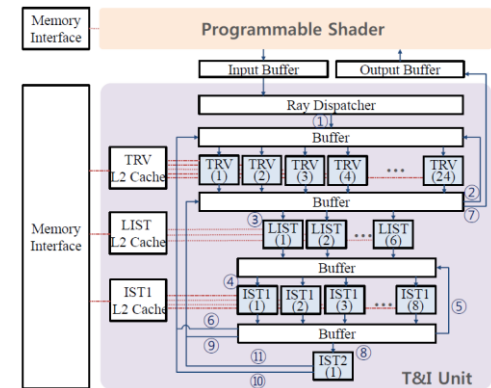 Memory
Interface
Programmable Shader
Input Buffer
Output Buffer
Ray Dispatcher
①
Buffer
TRV
L2 Cache
TRV
(1)
TRV
(2)
TRV
(3)
TRV
(4)
...
TRV
(24)
②
Buffer
⑦
Memory
Interface
LIST
L2 Cache
③
LIST
(1)
LIST
(2)
...
LIST
(6)
Buffer
④
IST1
L2 Cache
IST1
(1)
IST1
(2)
IST1
(3)
...
IST1
(8)
⑤
⑥
Buffer
⑨
⑧
⑪
IST2
(1)
⑩
T&I Unit